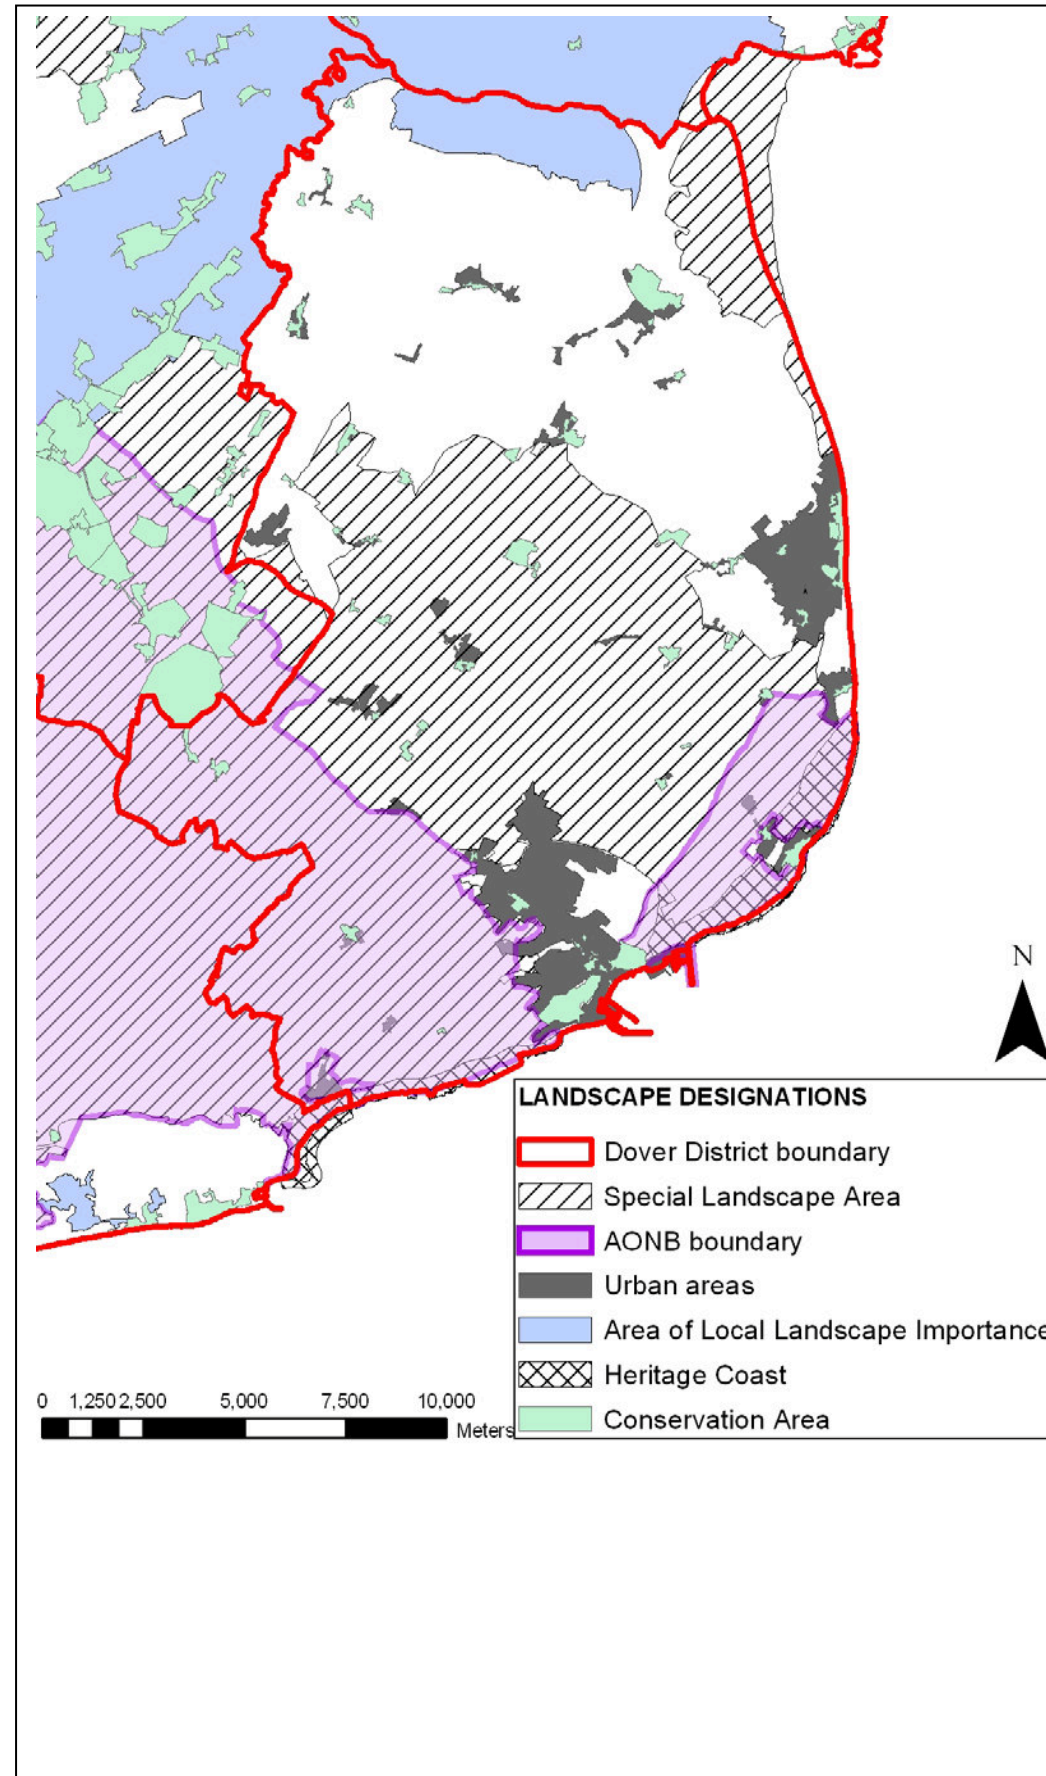 N
LANDSCAPE DESIGNATIONS
Dover District boundary
Special Landscape Area
AONB boundary
Urban areas
Area of Local Landscape Importance
Heritage Coast
Conservation Area
0 1,250 2,500 5,000 7,500 10,000
Meters